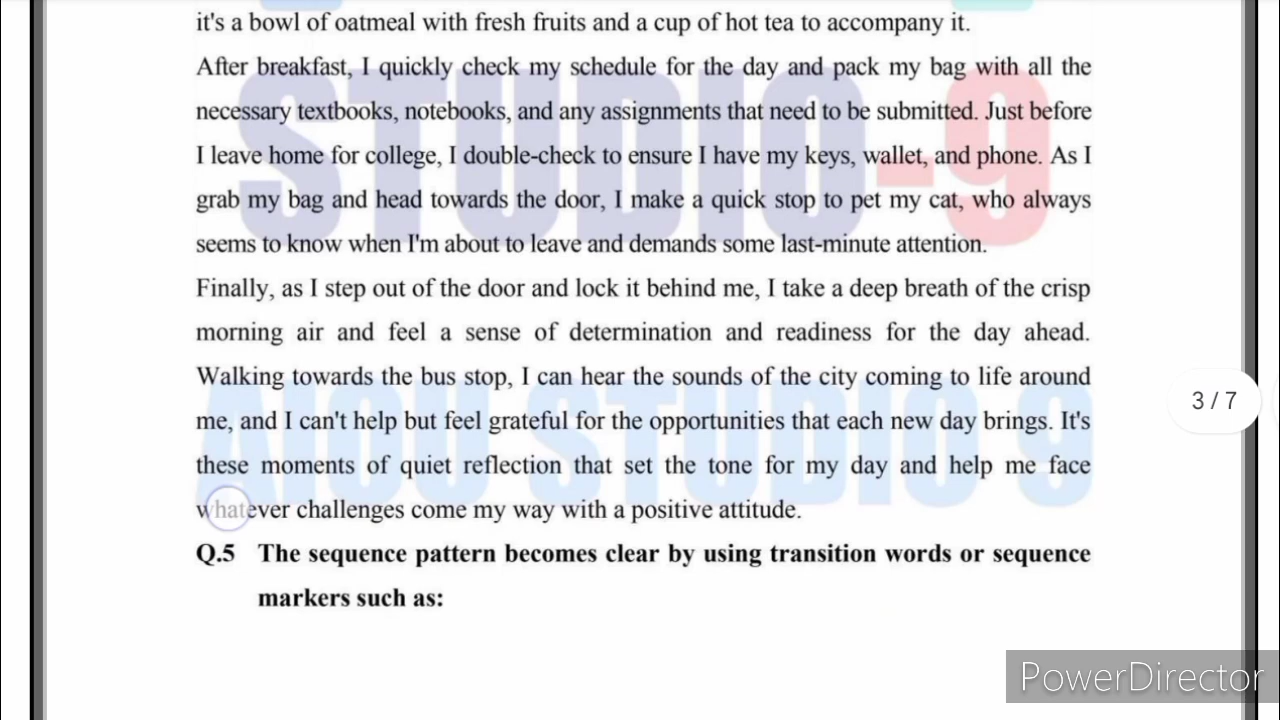 it's a bowl of oatmeal with fresh fruits and a cup of hot tea to accompany it.
After breakfast, I quickly check my schedule for the day and pack my bag with all the
necessary textbooks, notebooks, and any assignments that need to be submitted. Just before
I leave home for college, I double-check to ensure I have my keys, wallet, and phone. As I
grab my bag and head towards the door, I make a quick stop to pet my cat, who always
seems to know when I'm about to leave and demands some last-minute attention.
Finally, as I step out of the door and lock it behind me, I take a deep breath of the crisp
morning air and feel a sense of determination and readiness for the day ahead.
Walking towards the bus stop, I can hear the sounds of the city coming to life around
me, and I can't help but feel grateful for the opportunities that each new day brings. It's
these moments of quiet reflection that set the tone for my day and help me face
whatever challenges come my way with a positive attitude.
Q.5 The sequence pattern becomes clear by using transition words or sequence
markers such as:
STUDIO-9
AIOU STUDIO 9
3 / 7
PowerDirector